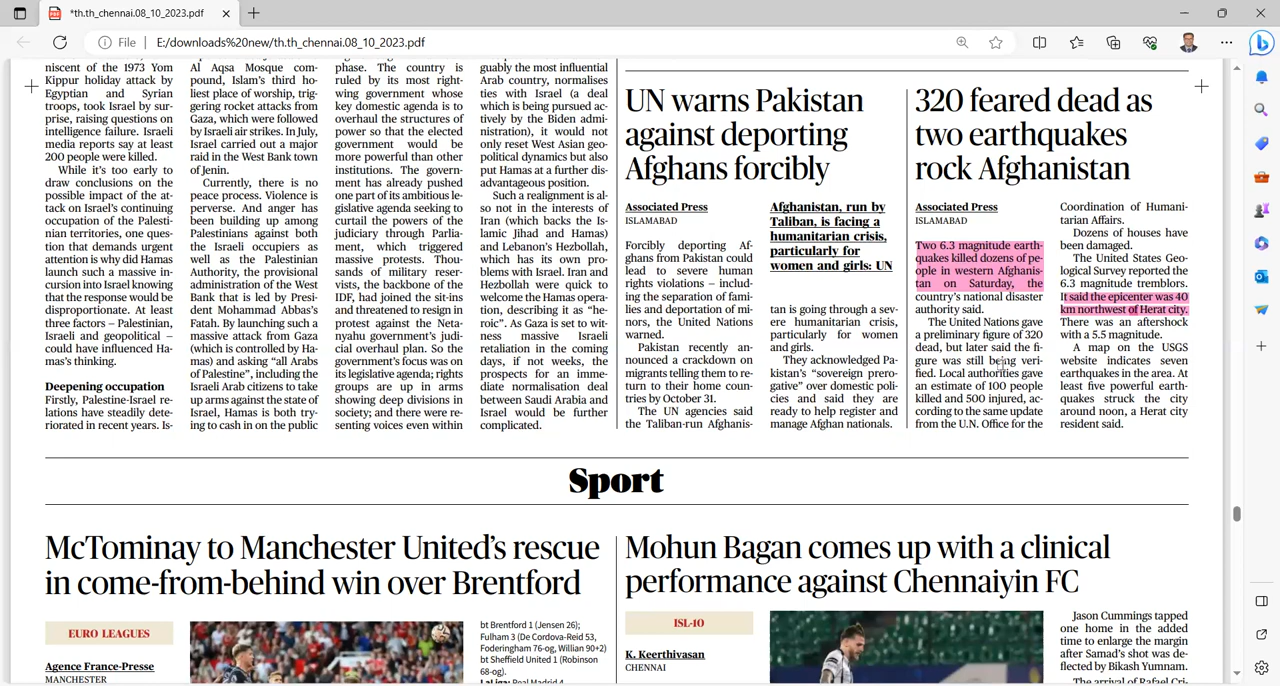 *th.th_chennai.08_10_2023.pdf
File
E:/downloads%20new/th.th_chennai.08_10_2023.pdf
niscent of the 1973 Yom
Kippur holiday attack by
Egyptian and Syrian
troops, took Israel by sur-
prise, raising questions on
intelligence failure. Israeli
media reports say at least
200 people were killed.
While it's too early to
draw conclusions on the
possible impact of the at-
tack on Israel's continuing
occupation of the Palesti-
nian territories, one ques-
tion that demands urgent
attention is why did Hamas
launch such a massive in-
cursion into Israel knowing
that the response would be
disproportionate. At least
three factors – Palestinian,
Israeli and geopolitical –
could have influenced Ha-
mas's thinking.
Deepening occupation
Firstly, Palestine-Israel re-
lations have steadily dete-
riorated in recent years. Is-
Al Aqsa Mosque com-
pound, Islam's third ho-
liest place of worship, trig-
gering rocket attacks from
Gaza, which were followed
by Israeli air strikes. In July,
Israel carried out a major
raid in the West Bank town
of Jenin.
Currently, there is no
peace process. Violence is
perverse. And anger has
been building up among
Palestinians against both
the Israeli occupiers as
well as the Palestinian
Authority, the provisional
administration of the West
Bank that is led by Presi-
dent Mohammad Abbas's
Fatah. By launching such a
massive attack from Gaza
(which is controlled by Ha-
mas) and asking "all Arabs
of Palestine", including the
Israeli Arab citizens to take
up arms against the state of
Israel, Hamas is both try-
ing to cash in on the public
phase. The country is
ruled by its most right-
wing government whose
key domestic agenda is to
overhaul the structures of
power so that the elected
government would be
more powerful than other
institutions. The govern-
ment has already pushed
one part of its ambitious le-
gislative agenda seeking to
curtail the powers of the
judiciary through Parlia-
ment, which triggered
massive protests. Thou-
sands of military reser-
vists, the backbone of the
IDF, had joined the sit-ins
and threatened to resign in
protest against the Neta-
nyahu government's judi-
cial overhaul plan. So the
government's focus was on
its legislative agenda; rights
groups are up in arms
showing deep divisions in
society; and there were re-
senting voices even within
guably the most influential
Arab country, normalises
ties with Israel (a deal
which is being pursued ac-
tively by the Biden admi-
nistration), it would not
only reset West Asian geo-
political dynamics but also
put Hamas at a further dis-
advantageous position.
Such a realignment is al-
so not in the interests of
Iran (which backs the Is-
lamic Jihad and Hamas)
and Lebanon's Hezbollah,
which has its own pro-
blems with Israel. Iran and
Hezbollah were quick to
welcome the Hamas opera-
tion, describing it as "he-
roic". As Gaza is set to wit-
ness massive Israeli
retaliation in the coming
days, if not weeks, the
prospects for an imme-
diate normalisation deal
between Saudi Arabia and
Israel would be further
complicated.
UN warns Pakistan
against deporting
Afghans forcibly
Associated Press
ISLAMABAD
Forcibly deporting Af-
ghans from Pakistan could
lead to severe human
rights violations – includ-
ing the separation of fami-
lies and deportation of mi-
nors, the United Nations
warned.
Pakistan recently an-
nounced a crackdown on
migrants telling them to re-
turn to their home coun-
tries by October 31.
The UN agencies said
the Taliban-run Afghanis-
Afghanistan, run by
Taliban, is facing a
humanitarian crisis,
particularly for
women and girls: UN
tan is going through a sev-
ere humanitarian crisis,
particularly for women
and girls.
They acknowledged Pa-
kistan's "sovereign prero-
gative" over domestic poli-
cies and said they are
ready to help register and
manage Afghan nationals.
320 feared dead as
two earthquakes
rock Afghanistan
Associated Press
ISLAMABAD
Two 6.3 magnitude earth-
quakes killed dozens of pe-
ople in western Afghanis-
tan on Saturday, the
country's national disaster
authority said.
The United Nations gave
a preliminary figure of 320
dead, but later said the fi-
gure was still being veri-
fied. Local authorities gave
an estimate of 100 people
killed and 500 injured, ac-
cording to the same update
from the U.N. Office for the
Coordination of Humani-
tarian Affairs.
Dozens of houses have
been damaged.
The United States Geo-
logical Survey reported the
6.3 magnitude tremblors.
It said the epicenter was 40
km northwest of Herat city.
There was an aftershock
with a 5.5 magnitude.
A map on the USGS
website indicates seven
earthquakes in the area. At
least five powerful earth-
quakes struck the city
around noon, a Herat city
resident said.
Sport
McTominay to Manchester United's rescue
in come-from-behind win over Brentford
EURO LEAGUES
Agence France-Presse
MANCHESTER
bt Brentford 1 (Jensen 26);
Fulham 3 (De Cordova-Reid 53,
Foderingham 76-og, Willian 90+2)
bt Sheffield United 1 (Robinson
68-og).
LaLiga: Real Madrid 4
Mohun Bagan comes up with a clinical
performance against Chennaiyin FC
ISL-10
K. Keerthivasan
CHENNAI
Jason Cummings tapped
one home in the added
time to enlarge the margin
after Samad's shot was de-
flected by Bikash Yumnam.
The arrival of Rafael Cri-